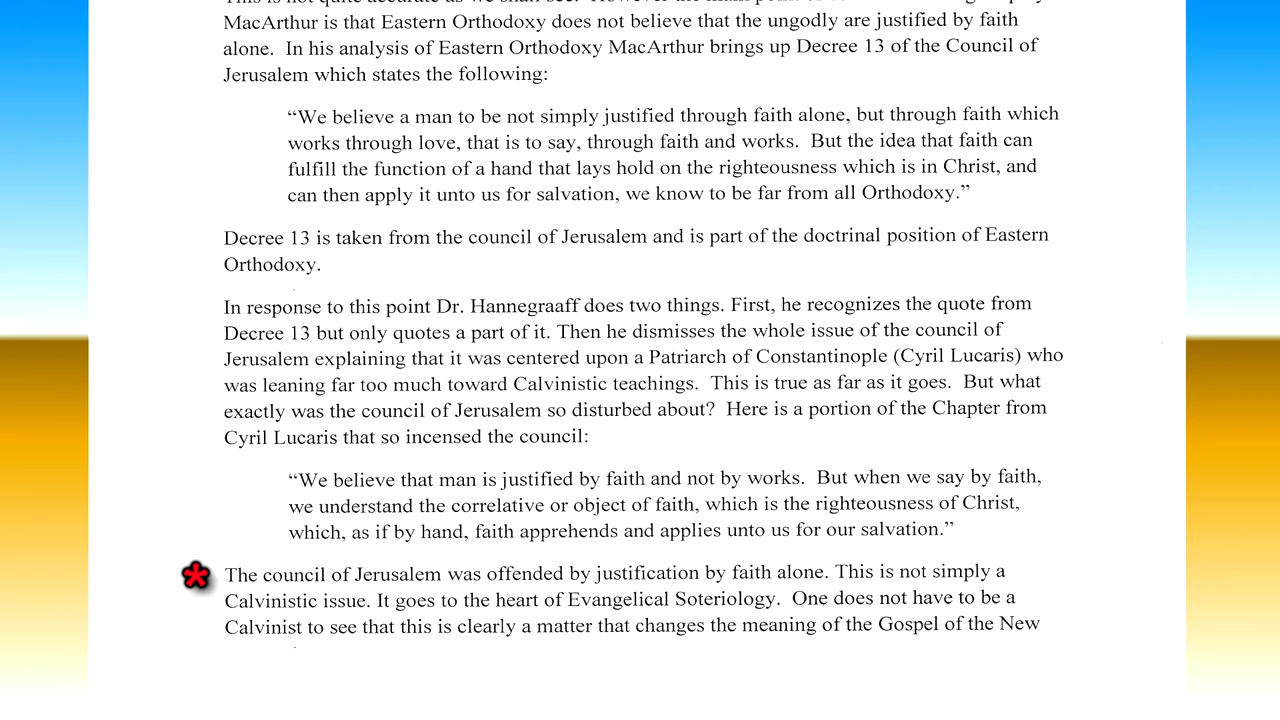 MacArthur is that Eastern Orthodoxy does not believe that the ungodly are justified by faith
alone. In his analysis of Eastern Orthodoxy MacArthur brings up Decree 13 of the Council of
Jerusalem which states the following:
“We believe a man to be not simply justified through faith alone, but through faith which
works through love, that is to say, through faith and works. But the idea that faith can
fulfill the function of a hand that lays hold on the righteousness which is in Christ, and
can then apply it unto us for salvation, we know to be far from all Orthodoxy.”
Decree 13 is taken from the council of Jerusalem and is part of the doctrinal position of Eastern
Orthodoxy.
In response to this point Dr. Hannegraaff does two things. First, he recognizes the quote from
Decree 13 but only quotes a part of it. Then he dismisses the whole issue of the council of
Jerusalem explaining that it was centered upon a Patriarch of Constantinople (Cyril Lucaris) who
was leaning far too much toward Calvinistic teachings. This is true as far as it goes. But what
exactly was the council of Jerusalem so disturbed about? Here is a portion of the Chapter from
Cyril Lucaris that so incensed the council:
“We believe that man is justified by faith and not by works. But when we say by faith,
we understand the correlative or object of faith, which is the righteousness of Christ,
which, as if by hand, faith apprehends and applies unto us for our salvation.”
* The council of Jerusalem was offended by justification by faith alone. This is not simply a
Calvinistic issue. It goes to the heart of Evangelical Soteriology. One does not have to be a
Calvinist to see that this is clearly a matter that changes the meaning of the Gospel of the New